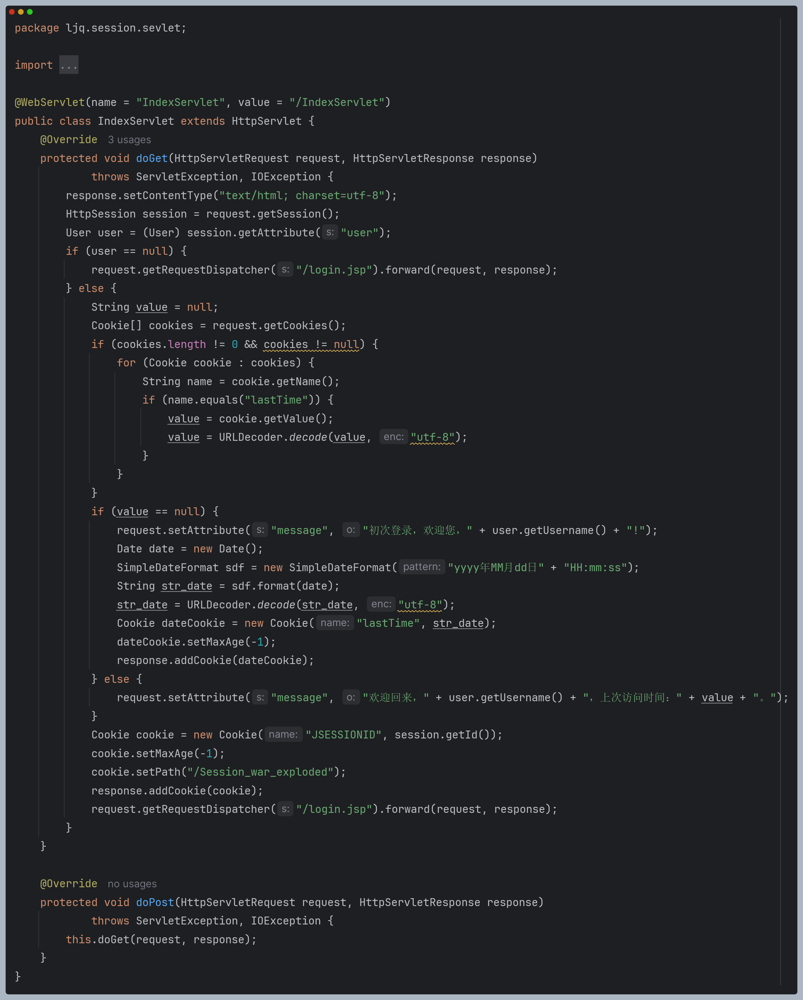 package ljq.session.sevlet;
import ...
@WebServlet(name = "IndexServlet", value = "/IndexServlet")
public class IndexServlet extends HttpServlet {
@Override 3 usages
protected void doGet(HttpServletRequest request, HttpServletResponse response)
throws ServletException, IOException {
response.setContentType("text/html; charset=utf-8");
HttpSession session = request.getSession();
User user = (User) session.getAttribute( s: "user");
if (user == null) {
request.getRequestDispatcher( s: "/login.jsp").forward(request, response);
} else {
String value = null;
Cookie[] cookies = request.getCookies();
if (cookies.length != 0 && cookies != null) {
for (Cookie cookie : cookies) {
String name = cookie.getName();
if (name.equals("lastTime")) {
value = cookie.getValue();
value = URLDecoder.decode(value, enc: "utf-8");
}
}
}
if (value == null) {
request.setAttribute( s: "message", o: "初次登录，欢迎您，" + user.getUsername() + "!");
Date date = new Date();
SimpleDateFormat sdf = new SimpleDateFormat( pattern: "yyyy年MM月dd日" + "HH:mm:ss");
String str_date = sdf.format(date);
str_date = URLDecoder.decode(str_date, enc: "utf-8");
Cookie dateCookie = new Cookie( name: "lastTime", str_date);
dateCookie.setMaxAge(-1);
response.addCookie(dateCookie);
} else {
request.setAttribute( s: "message", o: "欢迎回来，" + user.getUsername() + "，上次访问时间：" + value + "。");
}
Cookie cookie = new Cookie( name: "JSESSIONID", session.getId());
cookie.setMaxAge(-1);
cookie.setPath("/Session_war_exploded");
response.addCookie(cookie);
request.getRequestDispatcher( s: "/login.jsp").forward(request, response);
}
}
@Override no usages
protected void doPost(HttpServletRequest request, HttpServletResponse response)
throws ServletException, IOException {
this.doGet(request, response);
}
}